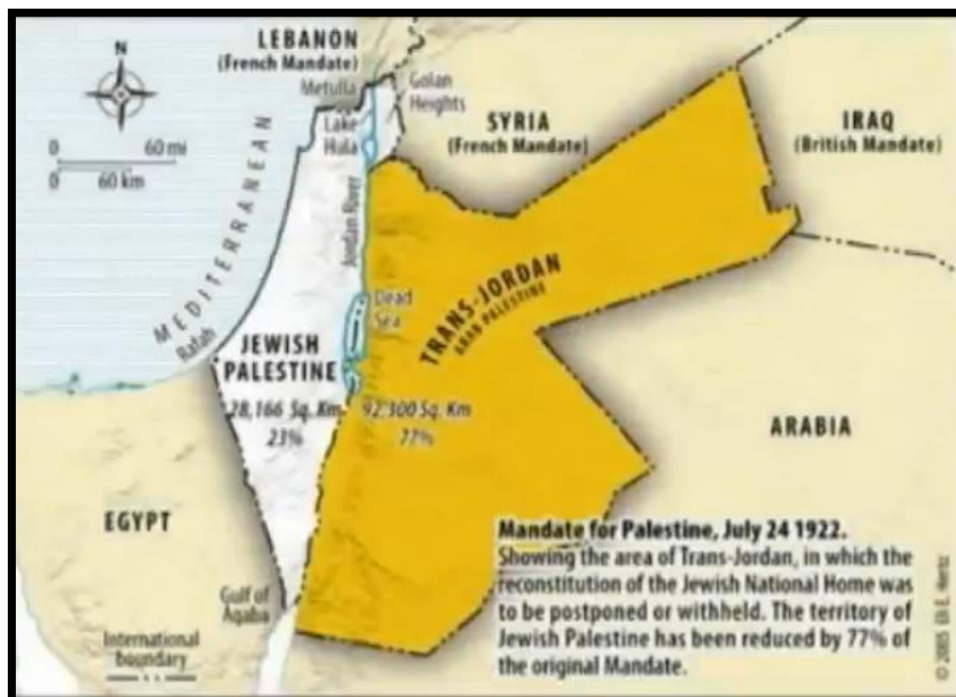 LEBANON
(French Mandate)
N
Metulla
Golan
Heights
Lake
Hula
SYRIA
(French Mandate)
IRAQ
(British Mandate)
0 60 mi
0 60 km
MEDITERRANEAN
Jordan River
Rafah
Dead
Sea
TRANS-JORDAN
ARAB PALESTINE
JEWISH
PALESTINE
28,166 Sq. Km
23%
92,300 Sq. Km
77%
ARABIA
EGYPT
Gulf of
Aqaba
International
boundary
Mandate for Palestine, July 24 1922.
Showing the area of Trans-Jordan, in which the
reconstitution of the Jewish National Home was
to be postponed or withheld. The territory of
Jewish Palestine has been reduced by 77% of
the original Mandate.
© 2005 Eli E. Hertz